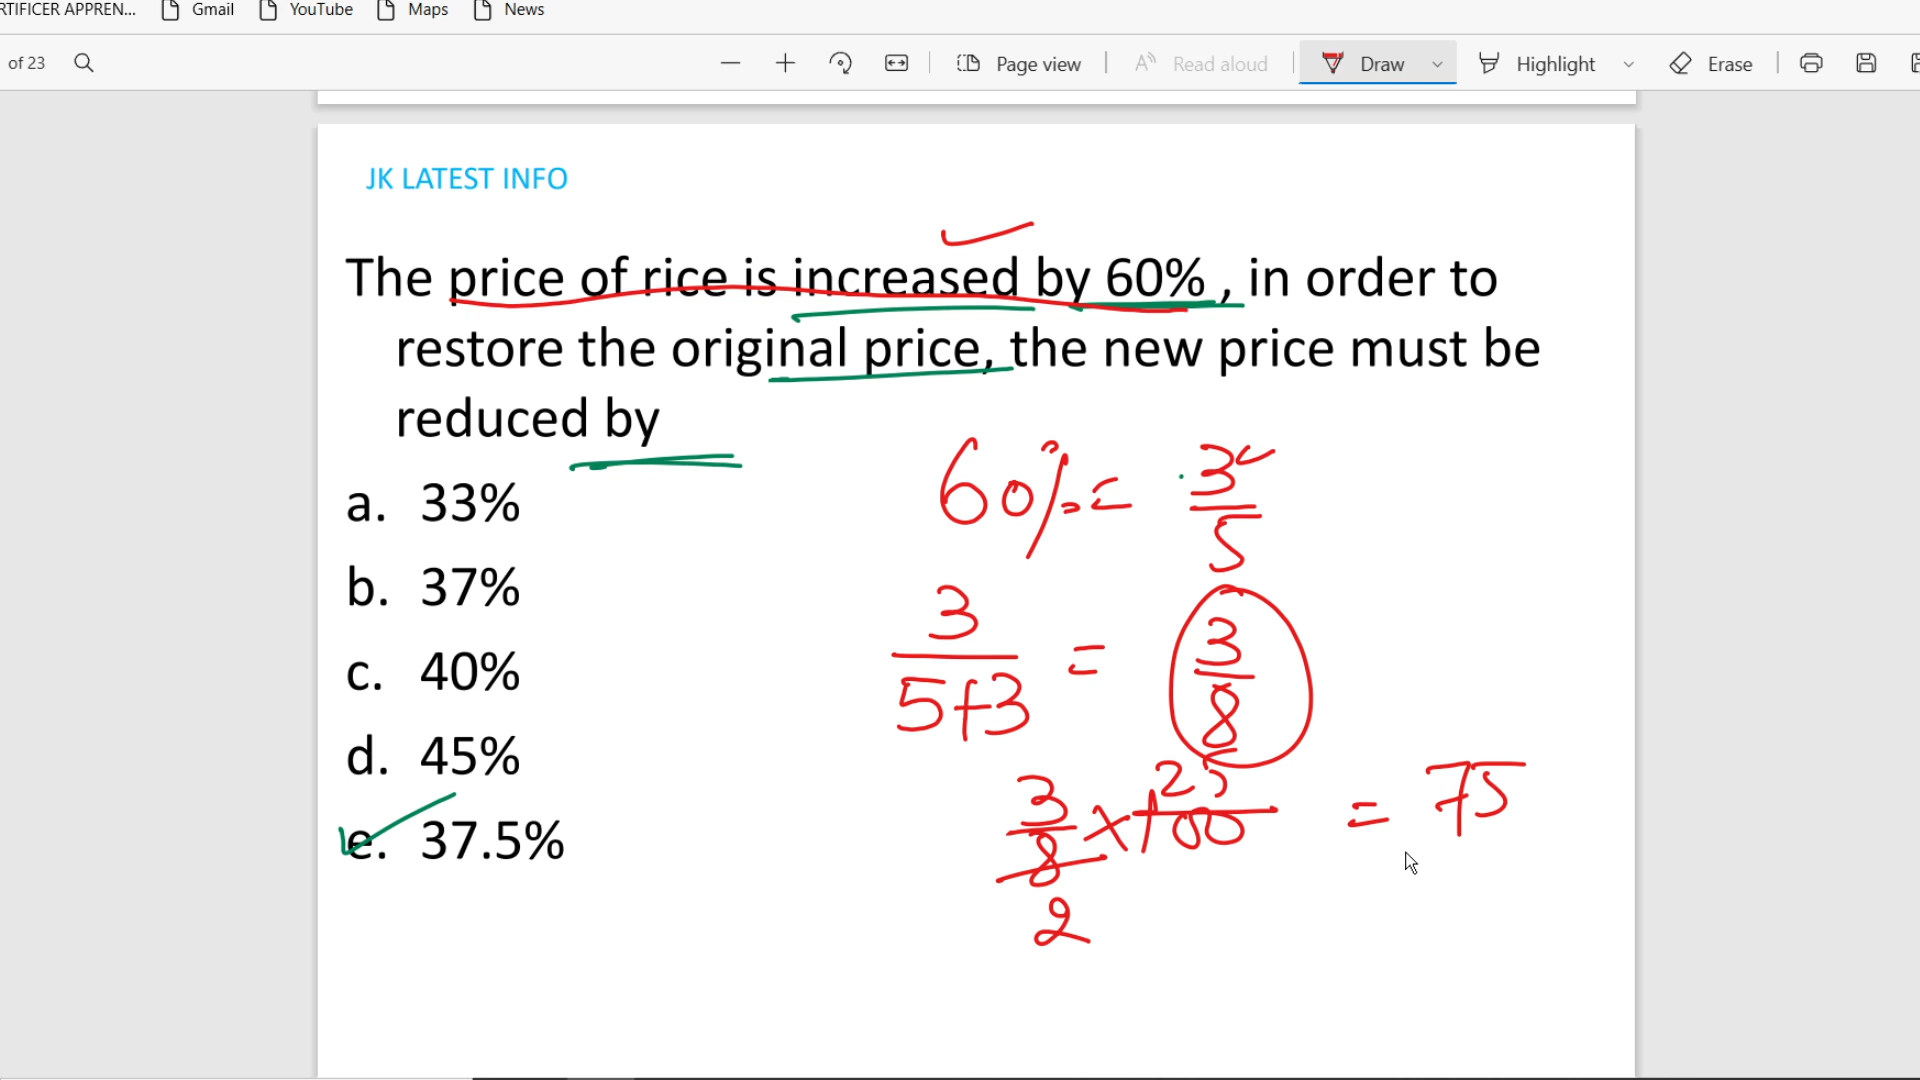 RTIFICER APPREN... Gmail YouTube Maps News
of 23 Page view Read aloud Draw Highlight Erase
JK LATEST INFO
The price of rice is increased by 60% , in order to
restore the original price, the new price must be
reduced by
a. 33%
b. 37%
c. 40%
d. 45%
e. 37.5%
60% = 3/5
3/5+3 = 3/8
3/8 × 100 = 75
25
2